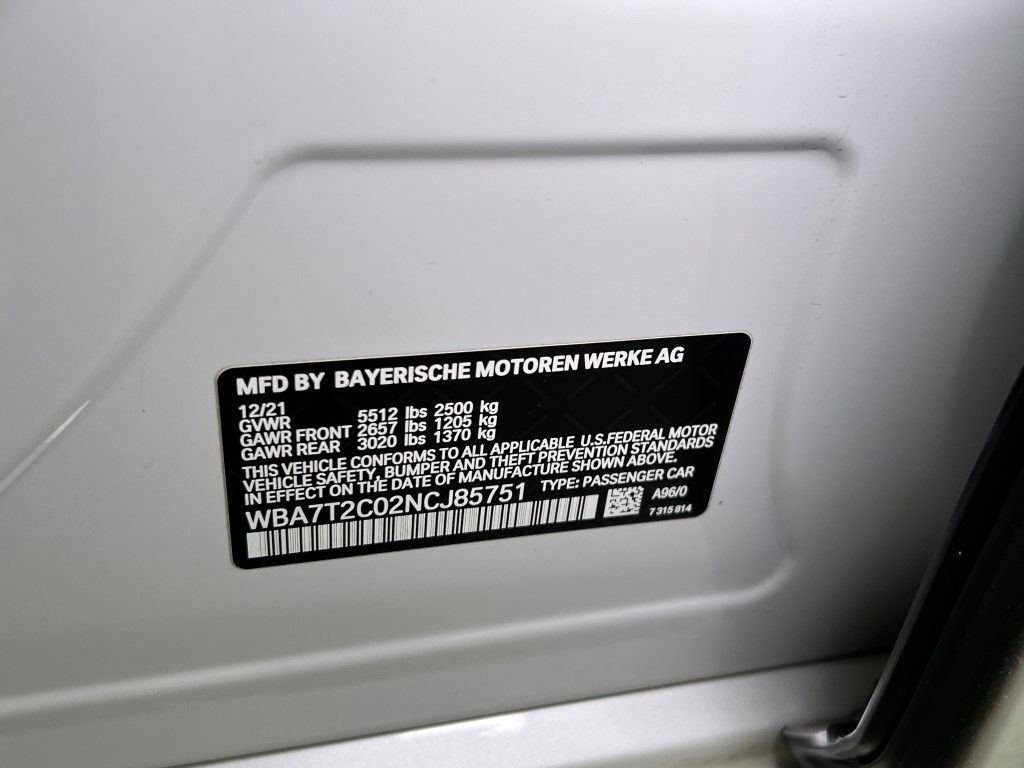 MFD BY BAYERISCHE MOTOREN WERKE AG
12/21
GVWR 5512 lbs 2500 kg
GAWR FRONT 2657 lbs 1205 kg
GAWR REAR 3020 lbs 1370 kg
THIS VEHICLE CONFORMS TO ALL APPLICABLE U.S.FEDERAL MOTOR
VEHICLE SAFETY, BUMPER AND THEFT PREVENTION STANDARDS
IN EFFECT ON THE DATE OF MANUFACTURE SHOWN ABOVE.
WBA7T2C02NCJ85751 TYPE: PASSENGER CAR
A96/0
7 315 814